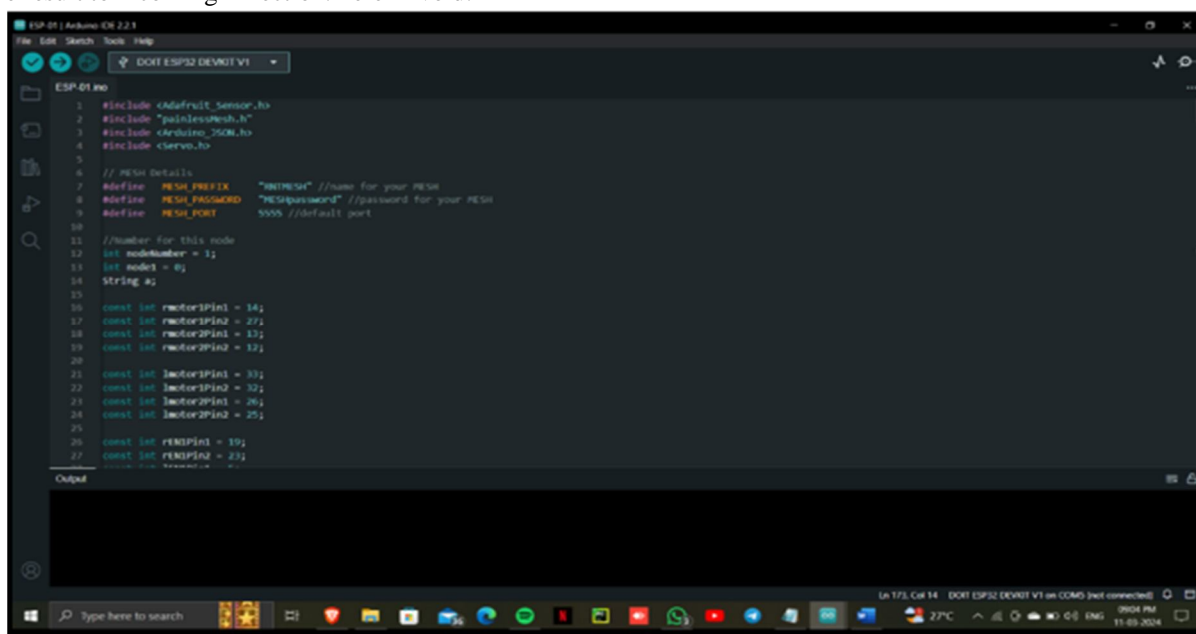 ESP-01 | Arduino IDE 2.2.1
File Edit Sketch Tools Help
DOIT ESP32 DEVKIT V1
ESP-01.ino
1 #include <Adafruit_Sensor.h>
2 #include "painlessMesh.h"
3 #include <Arduino_JSON.h>
4 #include <Servo.h>
5
6 // MESH Details
7 #define MESH_PREFIX "RNTMESH" //name for your MESH
8 #define MESH_PASSWORD "MESHpassword" //password for your MESH
9 #define MESH_PORT 5555 //default port
10
11 //Number for this node
12 int nodeNumber = 1;
13 int node1 = 0;
14 String a;
15
16 const int rmotor1Pin1 = 14;
17 const int rmotor1Pin2 = 27;
18 const int rmotor2Pin1 = 13;
19 const int rmotor2Pin2 = 12;
20
21 const int lmotor1Pin1 = 33;
22 const int lmotor1Pin2 = 32;
23 const int lmotor2Pin1 = 26;
24 const int lmotor2Pin2 = 25;
25
26 const int rEN1Pin1 = 19;
27 const int rEN1Pin2 = 23;
Output
Ln 173, Col 14 DOIT ESP32 DEVKIT V1 on COM5 [not connected]
Type here to search
27°C ENG 09:04 PM
11-03-2024